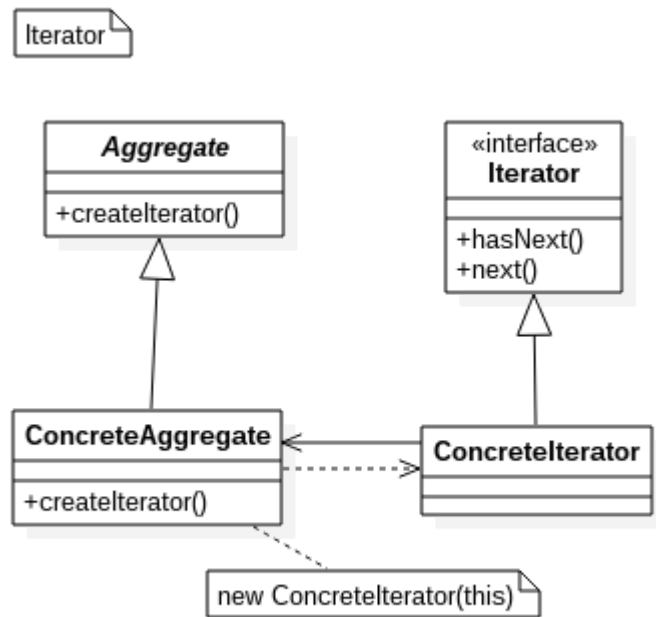 Iterator
Aggregate
+createIterator()
«interface»
Iterator
+hasNext()
+next()
ConcreteAggregate
+createIterator()
ConcreteIterator
new ConcreteIterator(this)